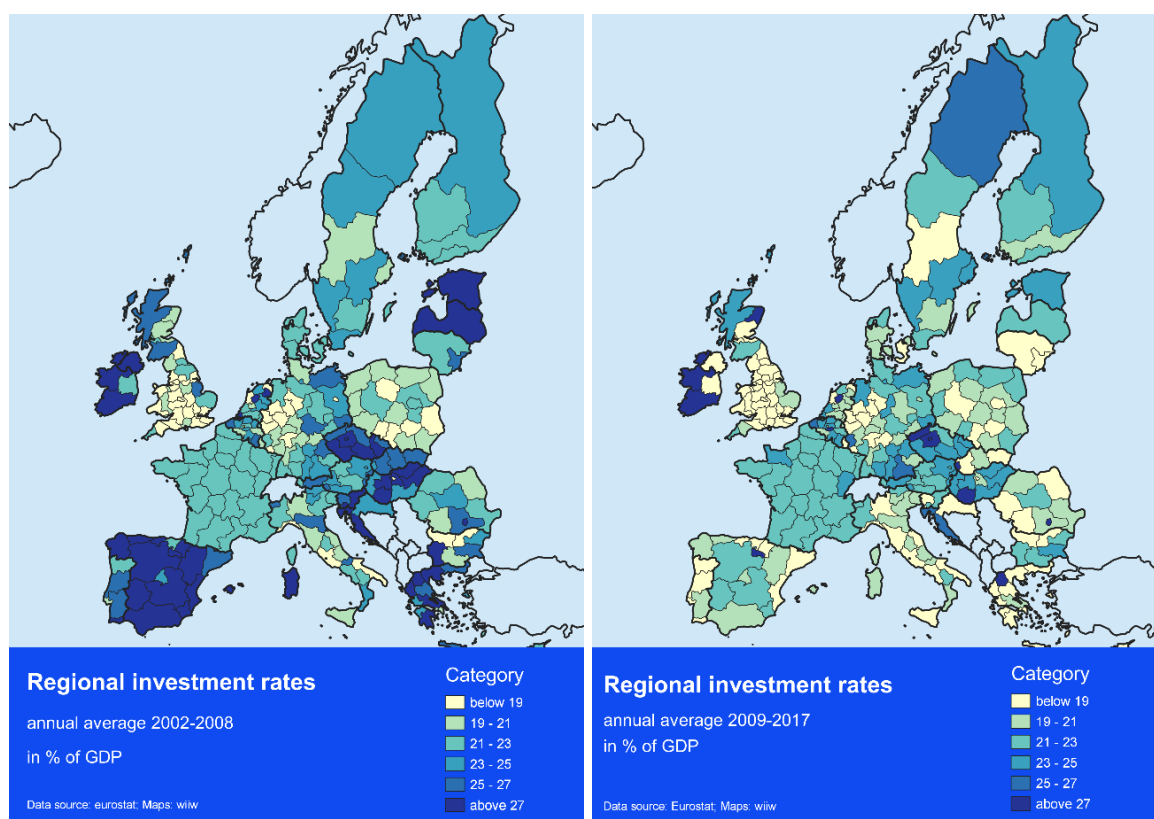 Regional investment rates
annual average 2002-2008
in % of GDP
Data source: eurostat; Maps: wiiw
Category
below 19
19 - 21
21 - 23
23 - 25
25 - 27
above 27
Regional investment rates
annual average 2009-2017
in % of GDP
Data source: Eurostat; Maps: wiiw
Category
below 19
19 - 21
21 - 23
23 - 25
25 - 27
above 27